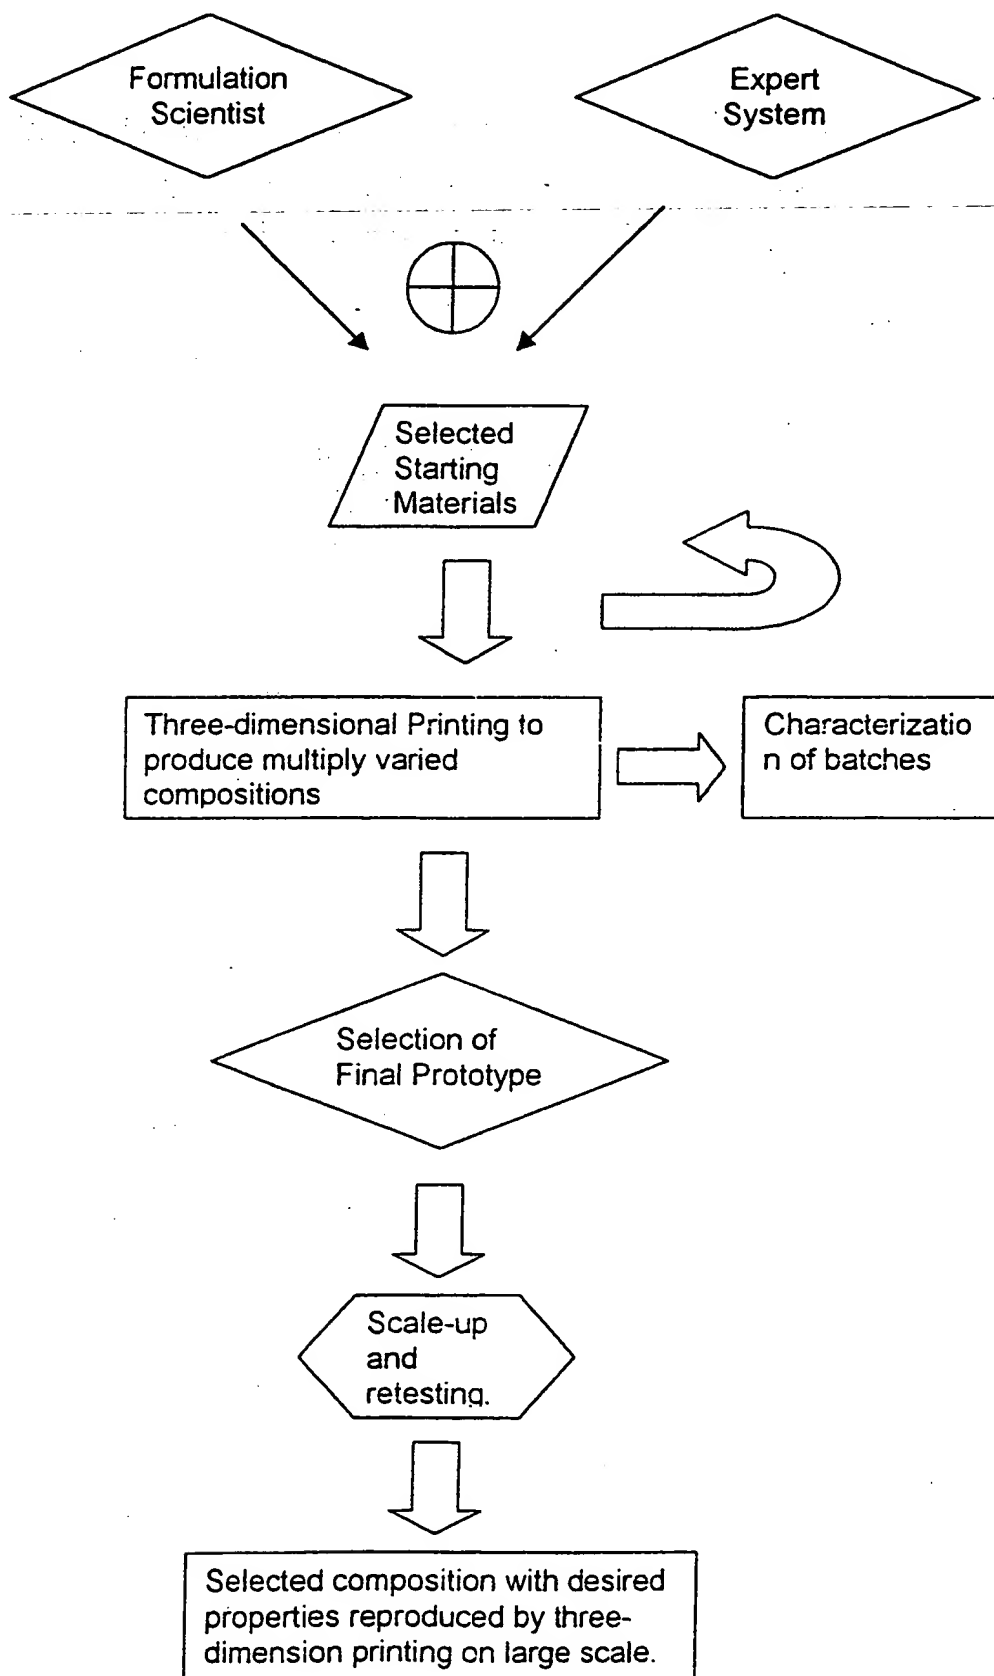 Formulation
Scientist
Expert
System
Selected
Starting
Materials
Three-dimensional Printing to
produce multiply varied
compositions
Characterizatio
n of batches
Selection of
Final Prototype
Scale-up
and
retesting.
Selected composition with desired
properties reproduced by three-
dimension printing on large scale.